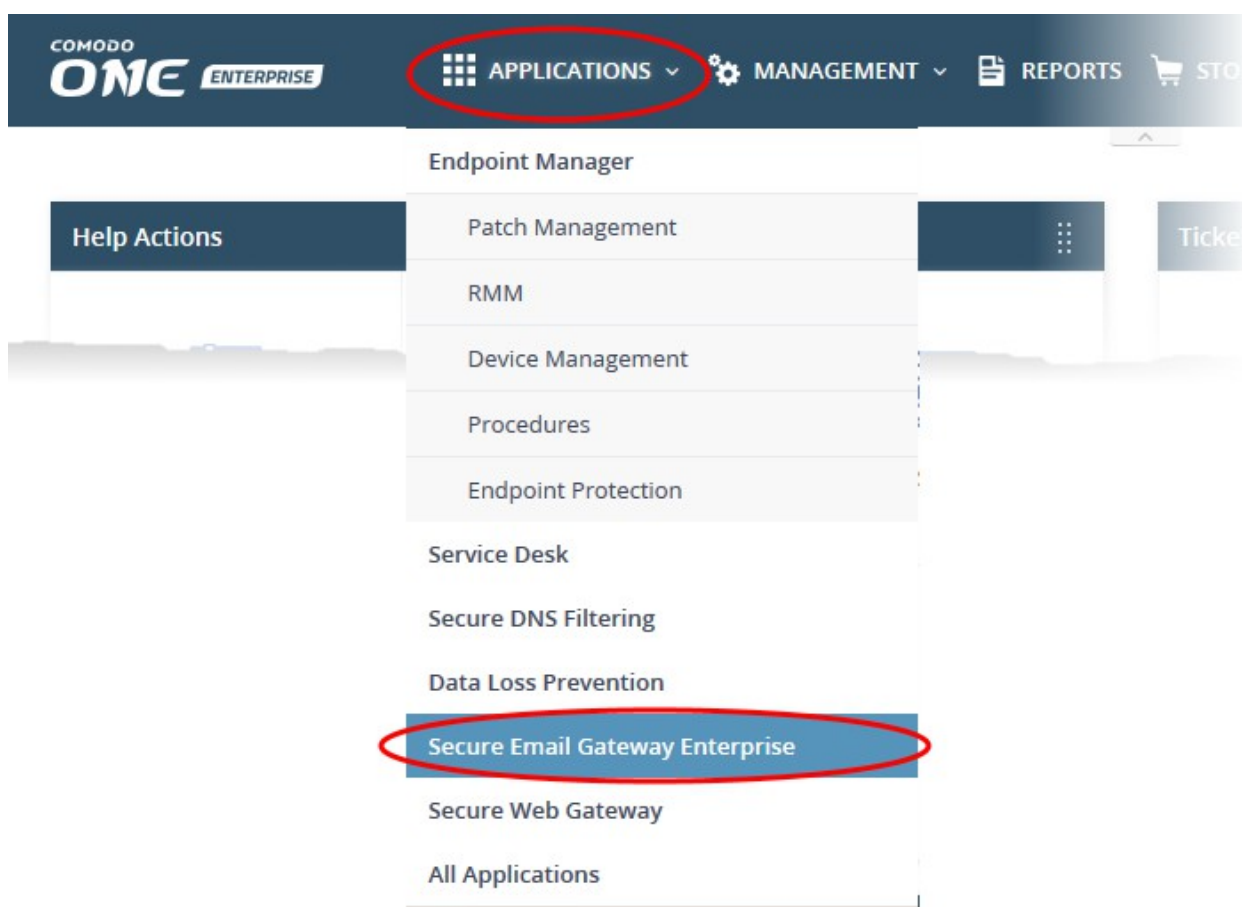 COMODO
ONE ENTERPRISE
APPLICATIONS
MANAGEMENT
REPORTS
Endpoint Manager
Help Actions
Patch Management
RMM
Device Management
Procedures
Endpoint Protection
Service Desk
Secure DNS Filtering
Data Loss Prevention
Secure Email Gateway Enterprise
Secure Web Gateway
All Applications